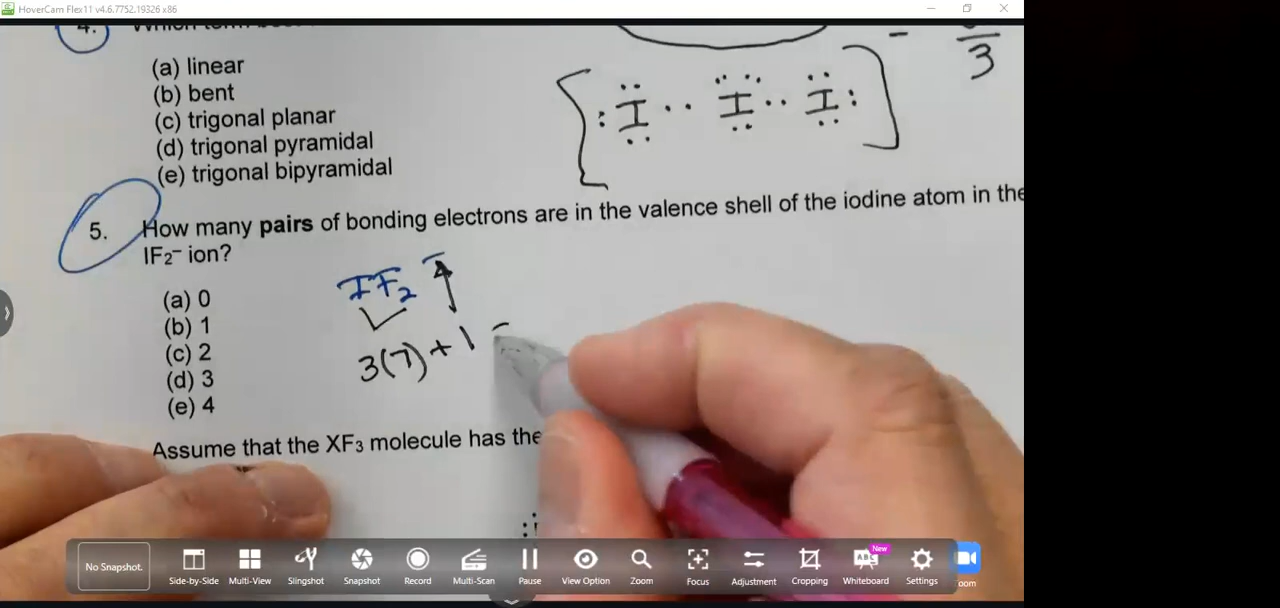 HoverCam Flex11 v4.6.7752.19326 x86
4.
(a) linear
(b) bent
(c) trigonal planar
(d) trigonal pyramidal
(e) trigonal bipyramidal
3
[:I··I··I:]⁻
5. How many pairs of bonding electrons are in the valence shell of the iodine atom in the
IF₂⁻ ion?
IF₂⁻
(a) 0
(b) 1
(c) 2
(d) 3
(e) 4
3(7)+1
Assume that the XF₃ molecule has the
No Snapshot.
Side-by-Side
Multi-View
Slingshot
Snapshot
Record
Multi-Scan
Pause
View Option
Zoom
Focus
Adjustment
Cropping
ABC
New
Whiteboard
Settings
oom